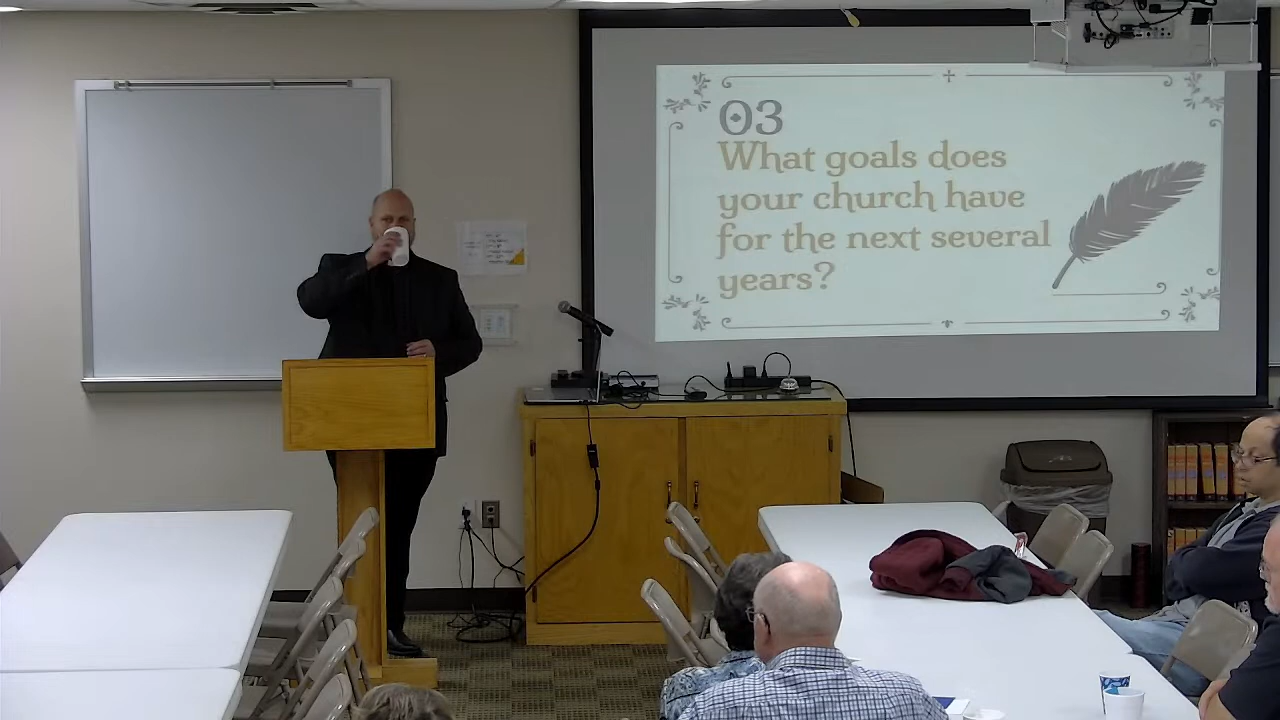 03
What goals does
your church have
for the next several
years?